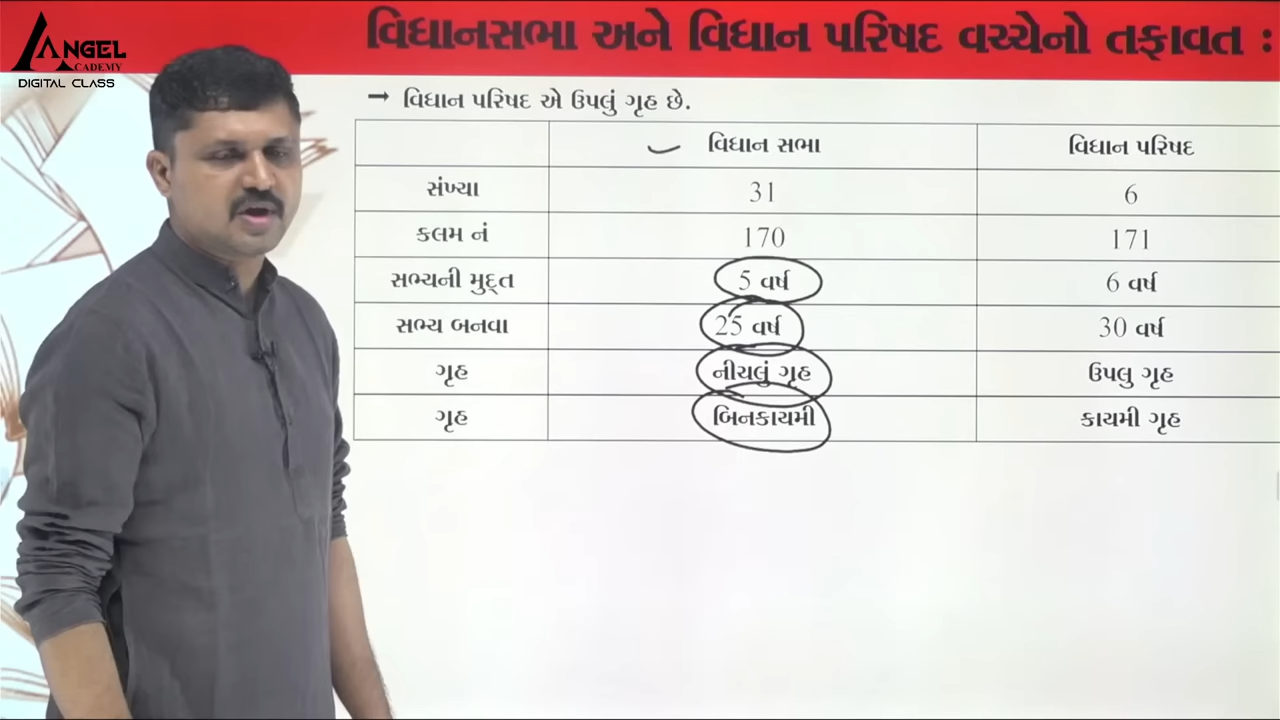 ANGEL
ACADEMY
DIGITAL CLASS
વિધાનસભા અને વિધાન પરિષદ વચ્ચેનો તફાવત :
→ વિધાન પરિષદ એ ઉપલું ગૃહ છે.
વિધાન સભા વિધાન પરિષદ
સંખ્યા 31 6
કલમ નં 170 171
સભ્યની મુદ્ત 5 વર્ષ 6 વર્ષ
સભ્ય બનવા 25 વર્ષ 30 વર્ષ
ગૃહ નીચલું ગૃહ ઉપલુ ગૃહ
ગૃહ બિનકાયમી કાયમી ગૃહ